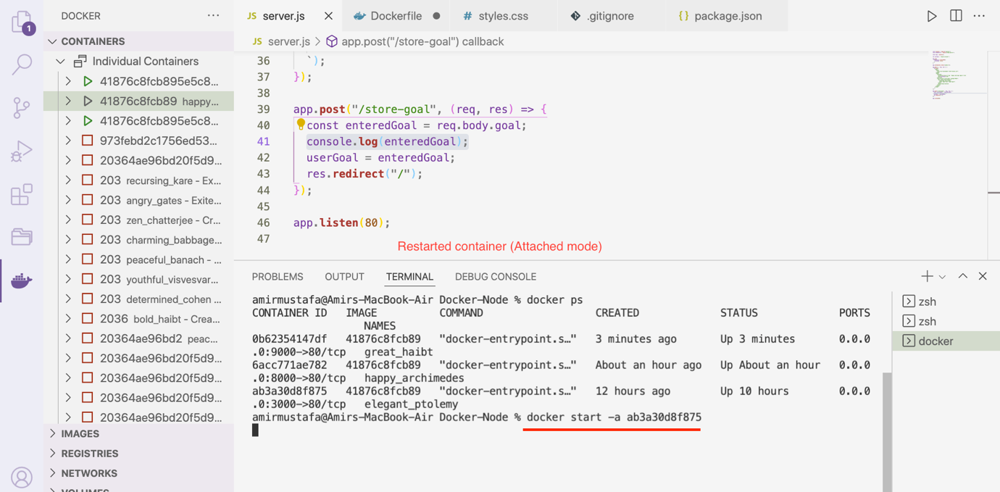 DOCKER
CONTAINERS
Individual Containers
41876c8fcb895e5c8...
41876c8fcb89 happy...
41876c8fcb895e5c8...
973febd2c1756ed53...
20364ae96bd20f5d9...
203 recursing_kare - Ex...
203 angry_gates - Exite...
203 zen_chatterjee - Cr...
203 charming_babbage...
203 peaceful_banach - ...
203 youthful_visvesvar...
203 determined_cohen ...
2036 bold_haibt - Crea...
20364ae96bd2 peac...
20364ae96bd20f5d9...
20364ae96bd20f5d9...
20364ae96bd20f5d9...
20364ae96bd20f5d9...
IMAGES
REGISTRIES
NETWORKS
VOLUMES
1
JS server.js Dockerfile # styles.css .gitignore {} package.json
JS server.js > app.post("/store-goal") callback
36 `);
37 });
38
39 app.post("/store-goal", (req, res) => {
40 const enteredGoal = req.body.goal;
41 console.log(enteredGoal);
42 userGoal = enteredGoal;
43 res.redirect("/");
44 });
45
46 app.listen(80);
47
Restarted container (Attached mode)
PROBLEMS OUTPUT TERMINAL DEBUG CONSOLE
amirmustafa@Amirs-MacBook-Air Docker-Node % docker ps
CONTAINER ID IMAGE COMMAND CREATED STATUS PORTS
NAMES
0b62354147df 41876c8fcb89 "docker-entrypoint.s…" 3 minutes ago Up 3 minutes 0.0.0
.0:9000->80/tcp great_haibt
6acc771ae782 41876c8fcb89 "docker-entrypoint.s…" About an hour ago Up About an hour 0.0.0
.0:8000->80/tcp happy_archimedes
ab3a30d8f875 41876c8fcb89 "docker-entrypoint.s…" 12 hours ago Up 10 hours 0.0.0
.0:3000->80/tcp elegant_ptolemy
amirmustafa@Amirs-MacBook-Air Docker-Node % docker start -a ab3a30d8f875
zsh
zsh
docker